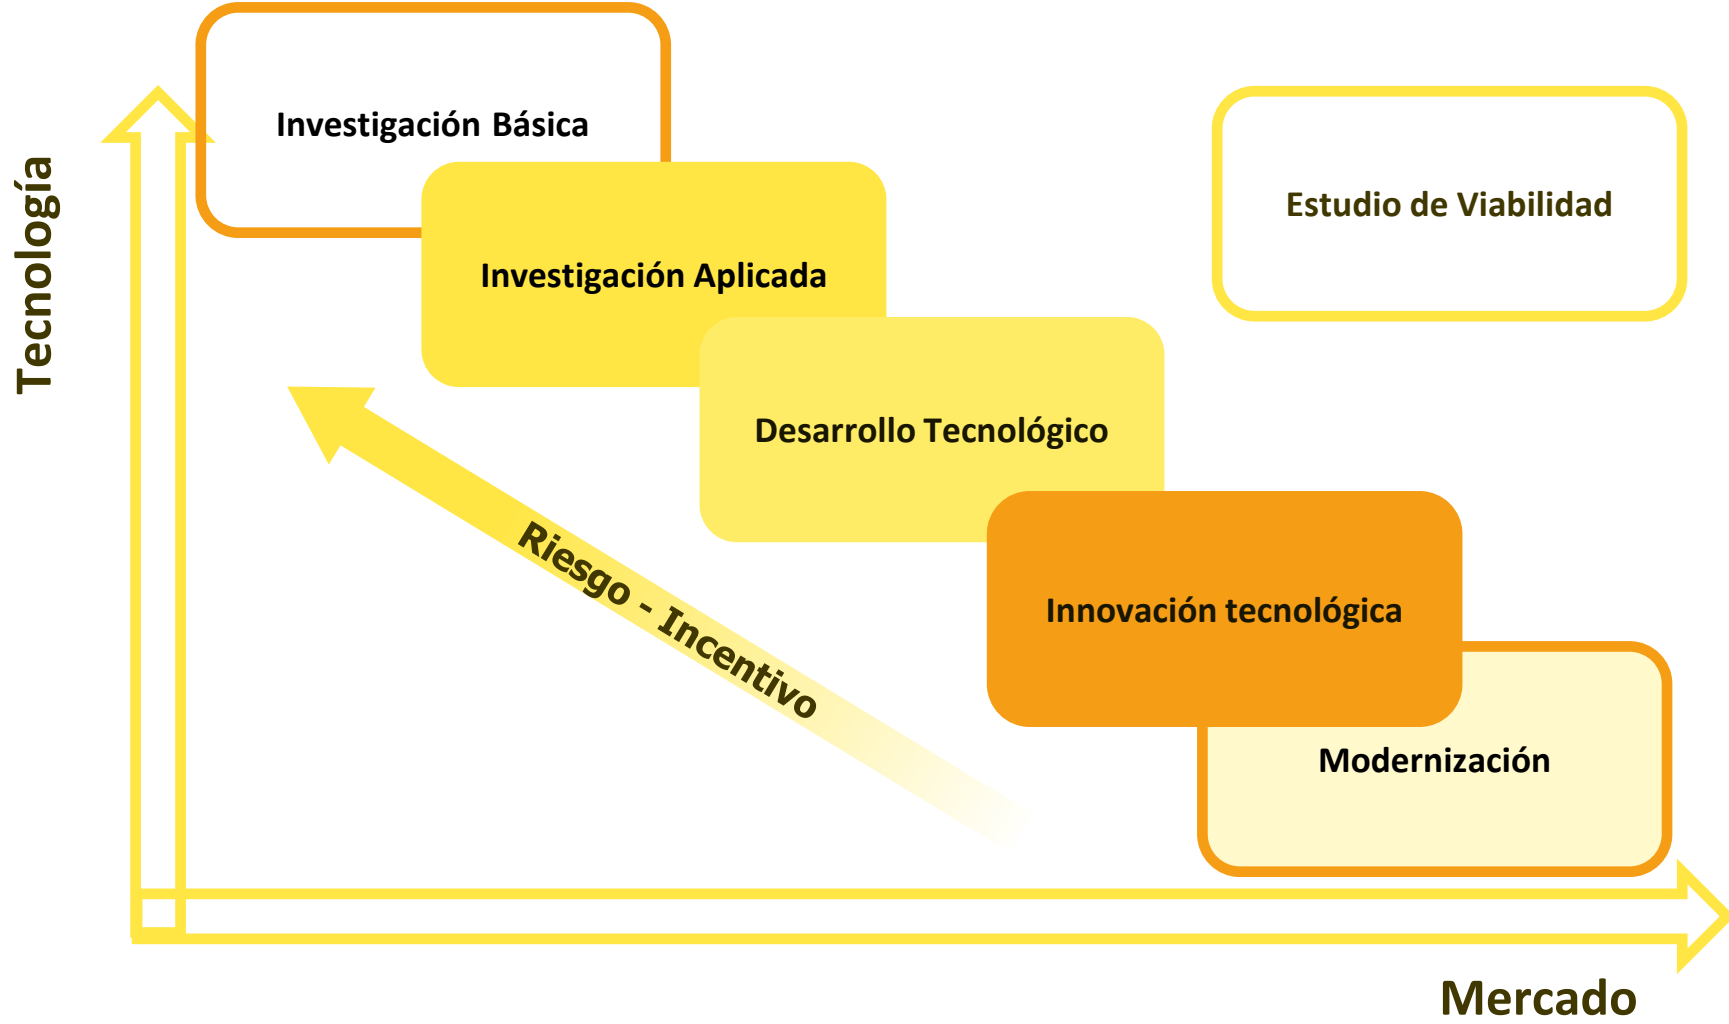 Investigación Básica
Tecnología
Estudio de Viabilidad
Investigación Aplicada
Desarrollo Tecnológico
Riesgo - Incentivo
Innovación tecnológica
Modernización
Mercado